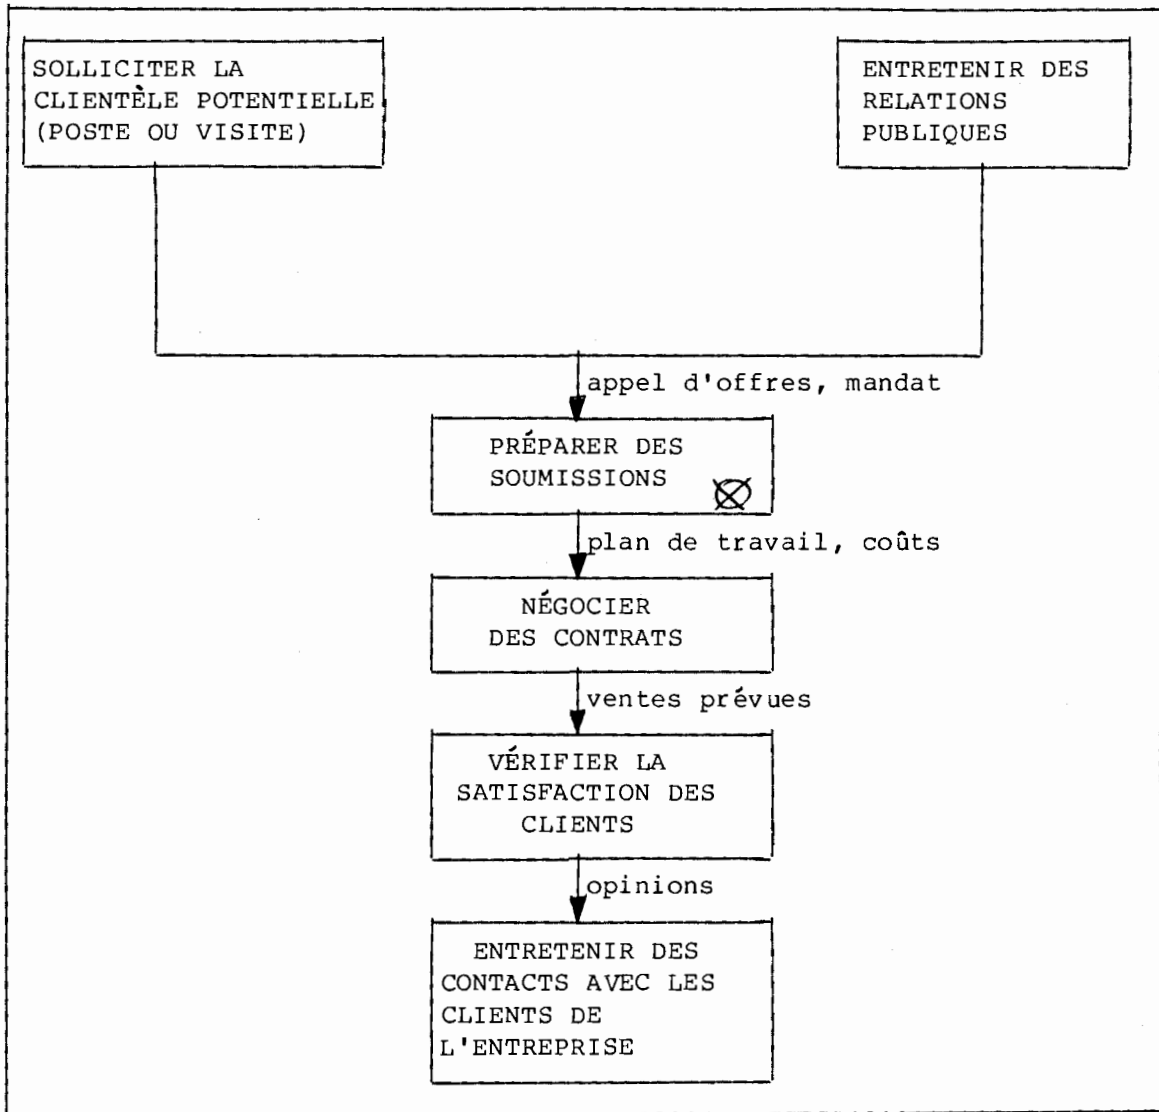 SOLLICITER LA
CLIENTÈLE POTENTIELLE
(POSTE OU VISITE)
ENTRETENIR DES
RELATIONS
PUBLIQUES
appel d'offres, mandat
PRÉPARER DES
SOUMISSIONS
plan de travail, coûts
NÉGOCIER
DES CONTRATS
ventes prévues
VÉRIFIER LA
SATISFACTION DES
CLIENTS
opinions
ENTRETENIR DES
CONTACTS AVEC LES
CLIENTS DE
L'ENTREPRISE